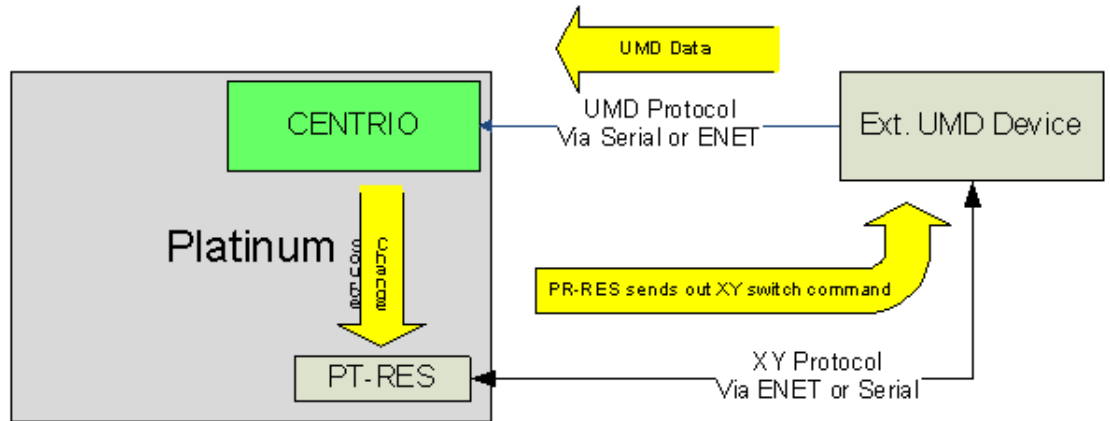 UMD Data
CENTRIO
UMD Protocol
Via Serial or ENET
Ext. UMD Device
Platinum
Source
Change
PR-RES sends out XY switch command
PT-RES
XY Protocol
Via ENET or Serial